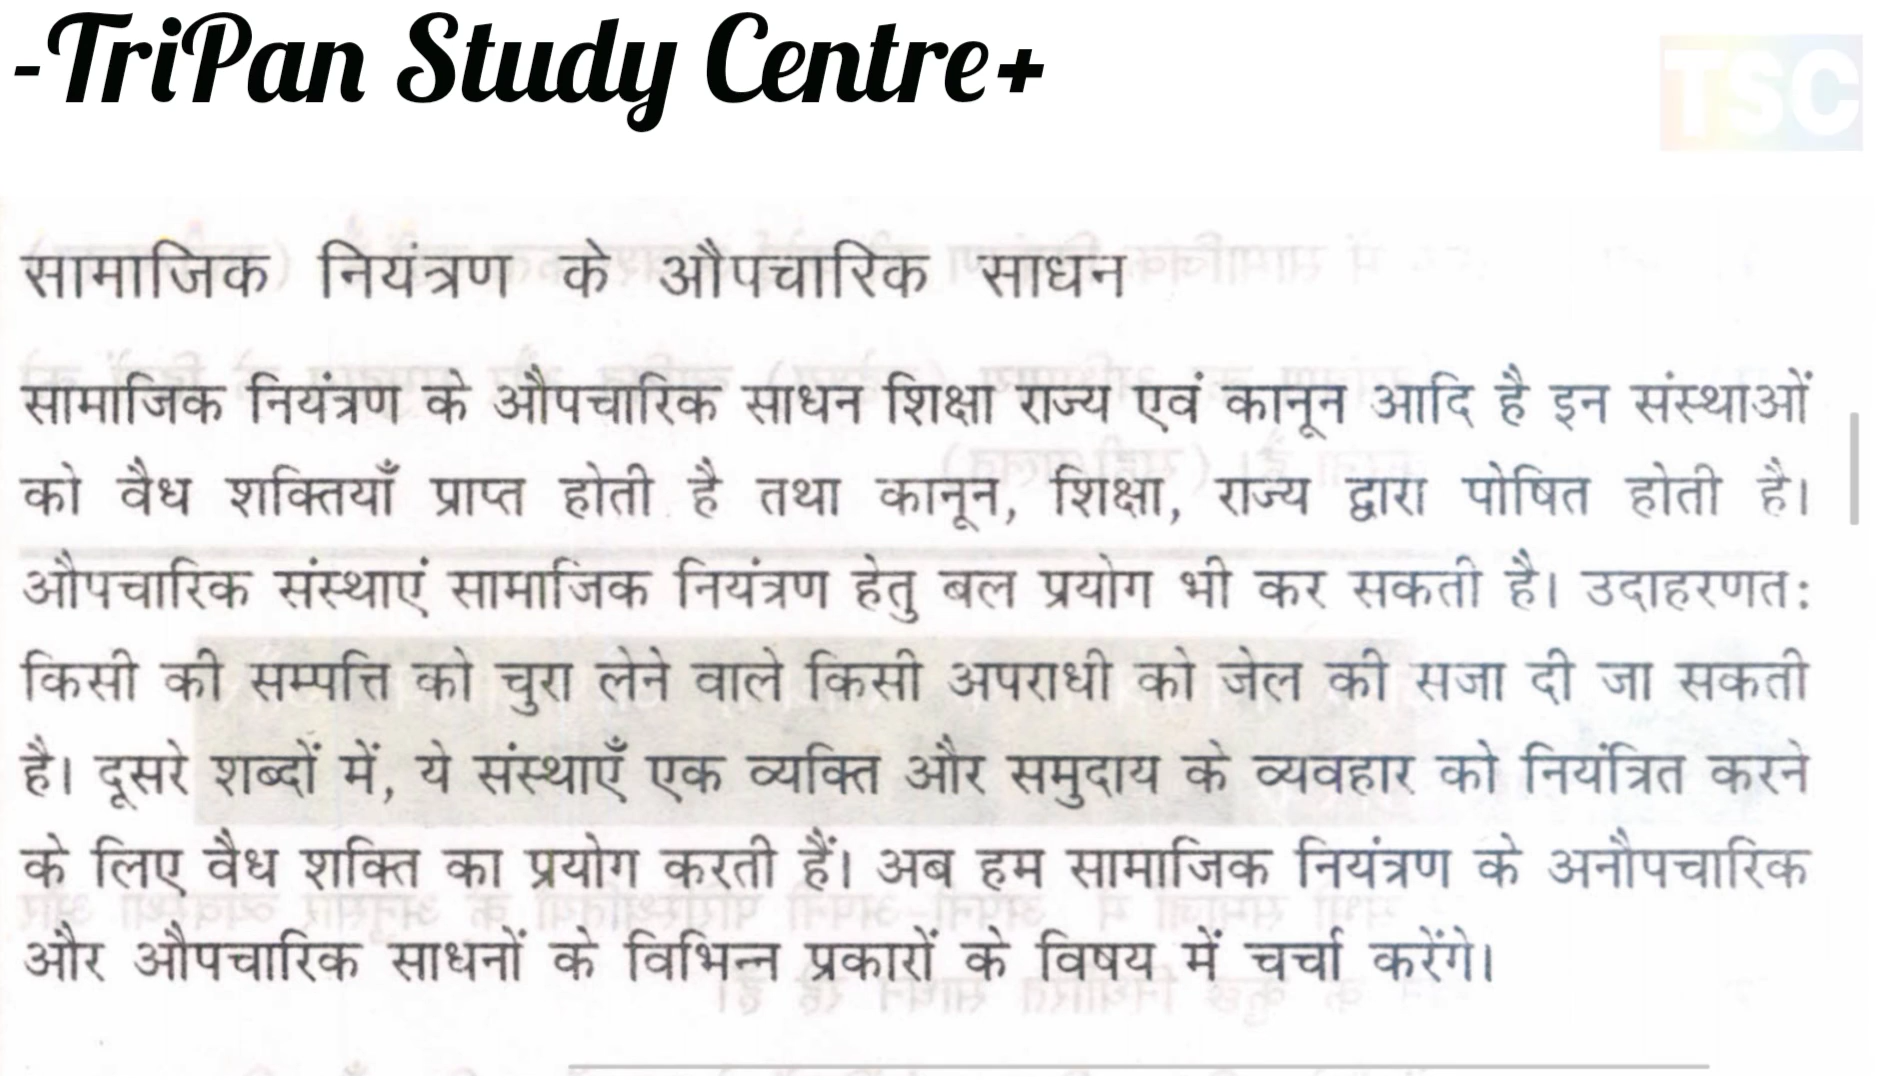 -TriPan Study Centre+
TSC
सामाजिक नियंत्रण के औपचारिक साधन
सामाजिक नियंत्रण के औपचारिक साधन शिक्षा राज्य एवं कानून आदि है इन संस्थाओं
को वैध शक्तियाँ प्राप्त होती है तथा कानून, शिक्षा, राज्य द्वारा पोषित होती है।
औपचारिक संस्थाएं सामाजिक नियंत्रण हेतु बल प्रयोग भी कर सकती है। उदाहरणत:
किसी की सम्पत्ति को चुरा लेने वाले किसी अपराधी को जेल की सजा दी जा सकती
है। दूसरे शब्दों में, ये संस्थाएँ एक व्यक्ति और समुदाय के व्यवहार को नियंत्रित करने
के लिए वैध शक्ति का प्रयोग करती हैं। अब हम सामाजिक नियंत्रण के अनौपचारिक
और औपचारिक साधनों के विभिन्न प्रकारों के विषय में चर्चा करेंगे।